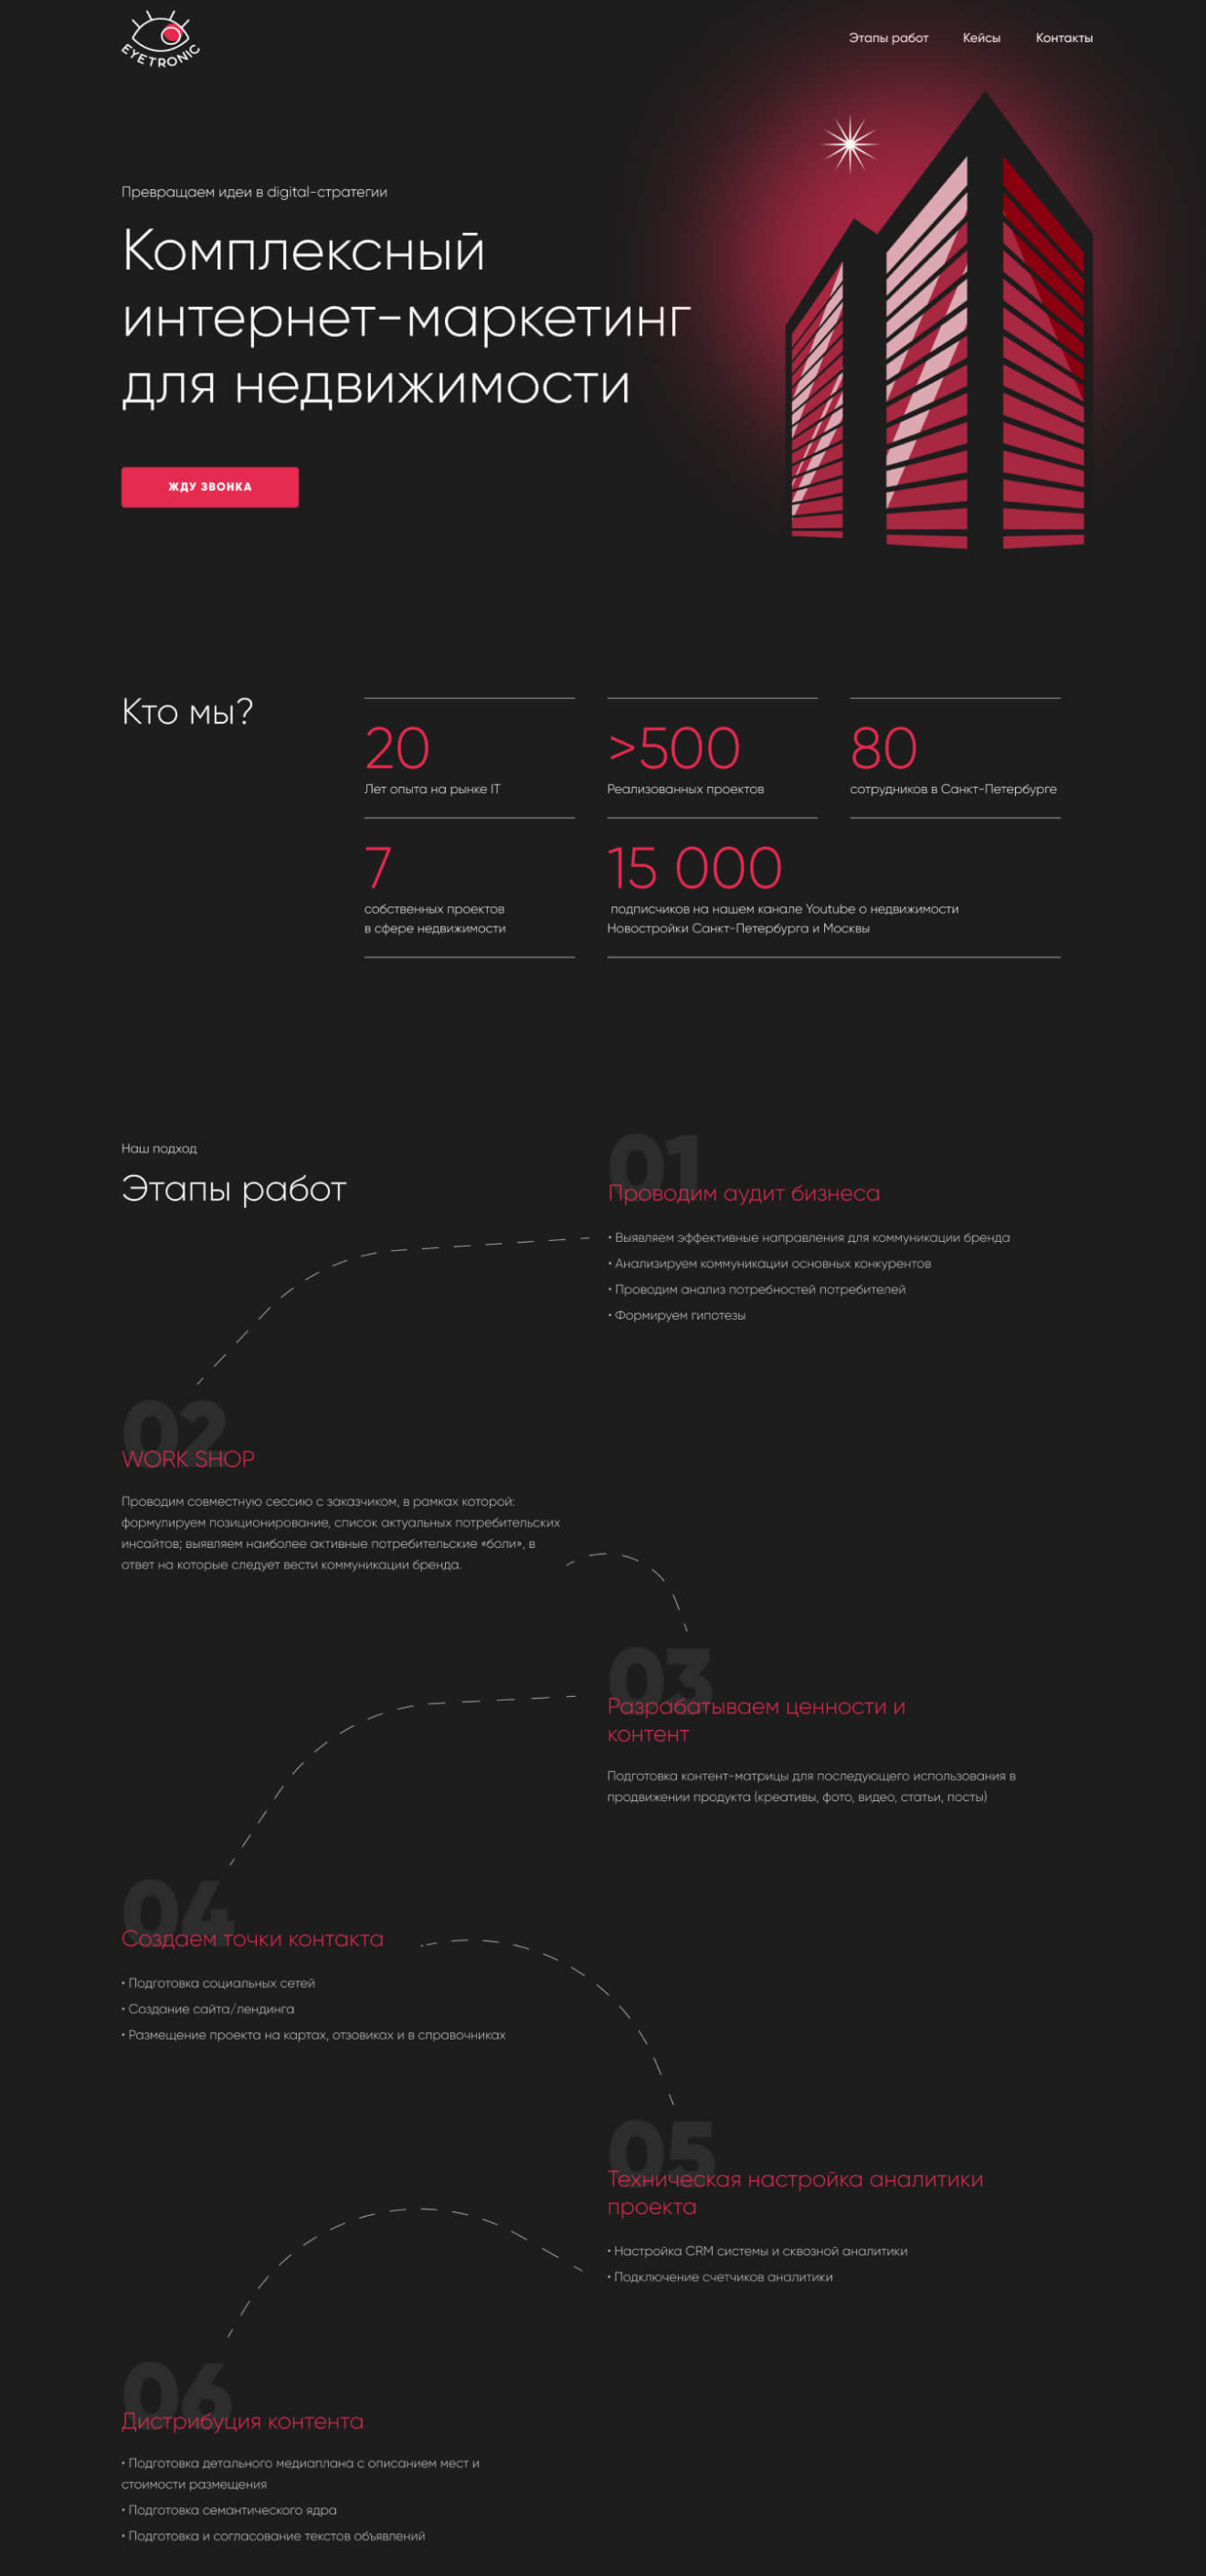 EYETRONIC
Этапы работ
Кейсы
Контакты
Превращаем идеи в digital-стратегии
Комплексный
интернет-маркетинг
для недвижимости
ЖДУ ЗВОНКА
Кто мы?
20
Лет опыта на рынке IT
>500
Реализованных проектов
80
сотрудников в Санкт-Петербурге
7
собственных проектов
в сфере недвижимости
15 000
подписчиков на нашем канале Youtube о недвижимости
Новостройки Санкт-Петербурга и Москвы
Наш подход
Этапы работ
01
Проводим аудит бизнеса
• Выявляем эффективные направления для коммуникации бренда
• Анализируем коммуникации основных конкурентов
• Проводим анализ потребностей потребителей
• Формируем гипотезы
02
WORK SHOP
Проводим совместную сессию с заказчиком, в рамках которой:
формулируем позиционирование, список актуальных потребительских
инсайтов; выявляем наиболее активные потребительские «боли», в
ответ на которые следует вести коммуникации бренда.
03
Разрабатываем ценности и
контент
Подготовка контент-матрицы для последующего использования в
продвижении продукта (креативы, фото, видео, статьи, посты)
04
Создаем точки контакта
• Подготовка социальных сетей
• Создание сайта/лендинга
• Размещение проекта на картах, отзовиках и в справочниках
05
Техническая настройка аналитики
проекта
• Настройка CRM системы и сквозной аналитики
• Подключение счетчиков аналитики
06
Дистрибуция контента
• Подготовка детального медиаплана с описанием мест и
стоимости размещения
• Подготовка семантического ядра
• Подготовка и согласование текстов объявлений